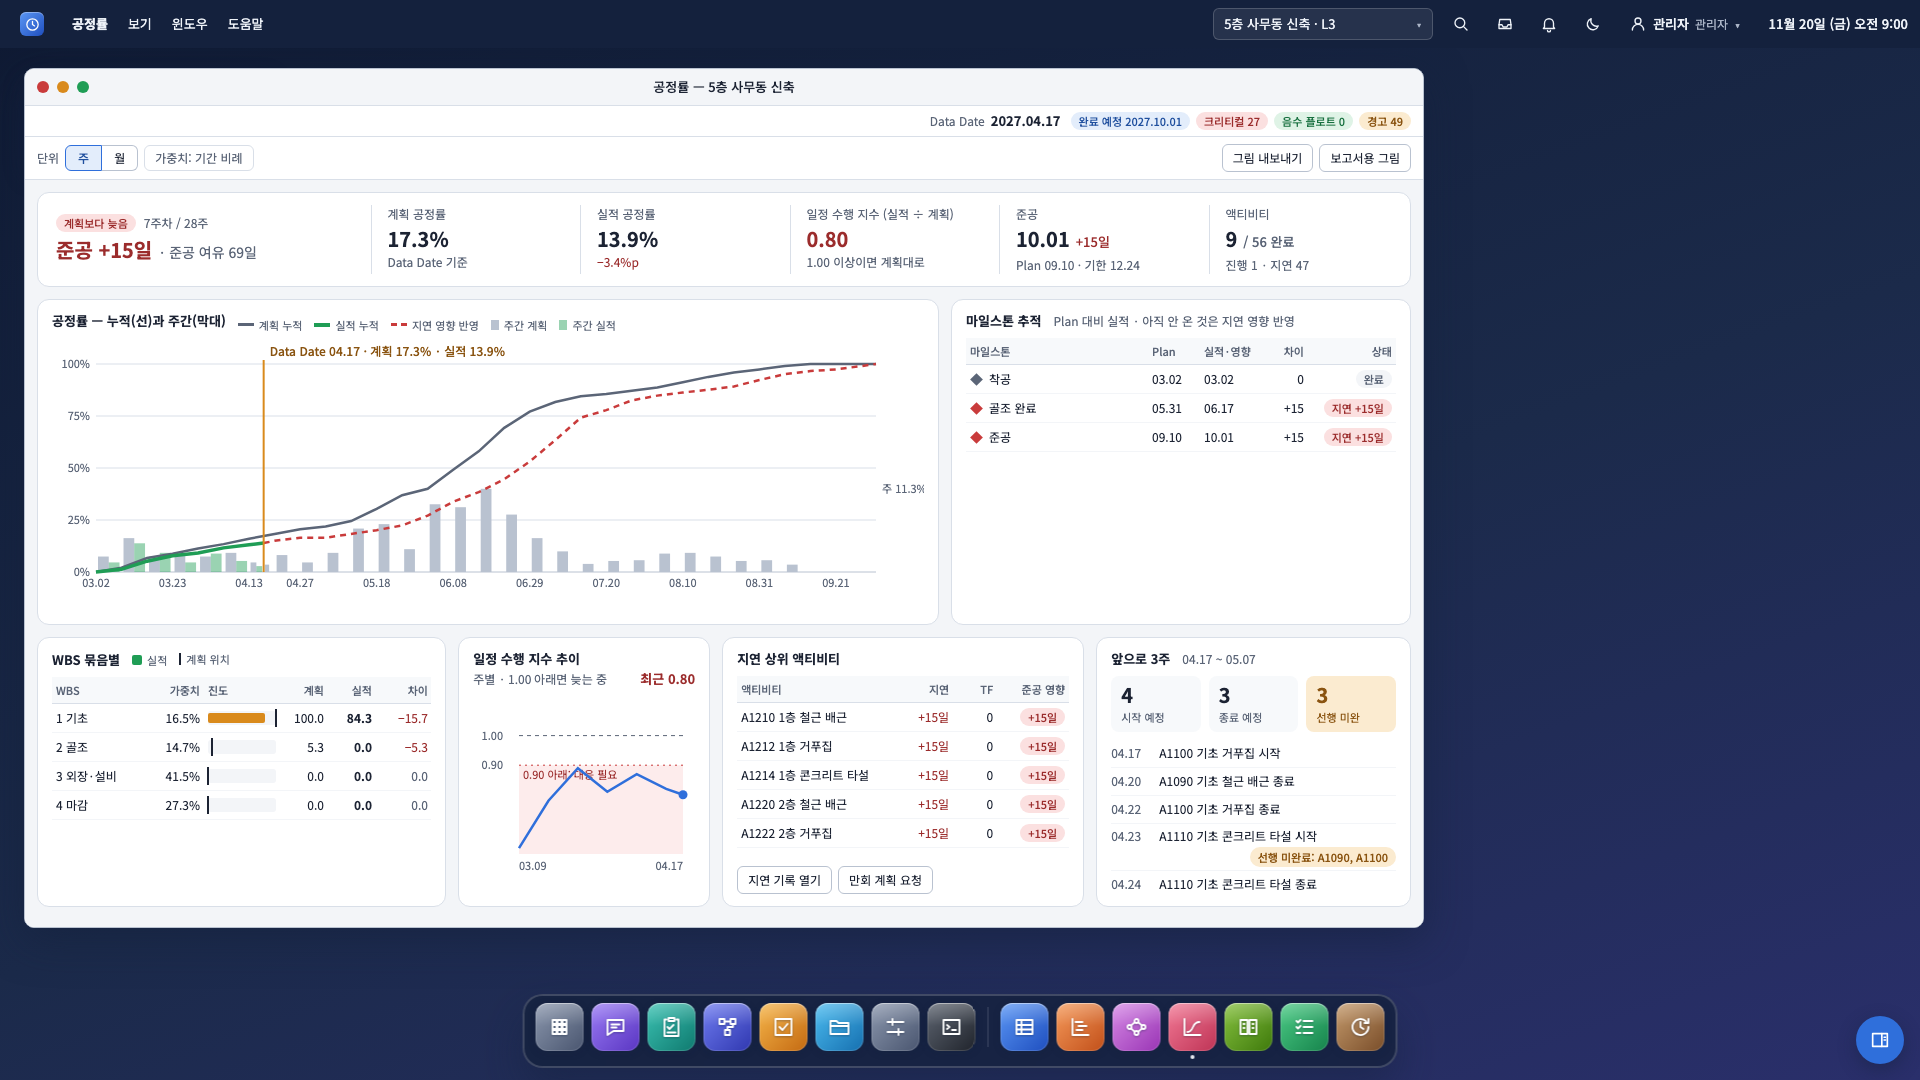 공정률 보기 윈도우 도움말 5층 사무동 신축 · L3 관리자 관리자 11월 20일 (금) 오전 9:00
공정률 — 5층 사무동 신축
Data Date 2027.04.17 완료 예정 2027.10.01 크리티컬 27 음수 플로트 0 경고 49
단위 주 월 가중치: 기간 비례 그림 내보내기 보고서용 그림
계획보다 늦음 7주차 / 28주
준공 +15일 · 준공 여유 69일
계획 공정률
17.3%
Data Date 기준
실적 공정률
13.9%
−3.4%p
일정 수행 지수 (실적 ÷ 계획)
0.80
1.00 이상이면 계획대로
준공
10.01 +15일
Plan 09.10 · 기한 12.24
액티비티
9 / 56 완료
진행 1 · 지연 47
공정률 — 누적(선)과 주간(막대) 계획 누적 실적 누적 지연 영향 반영 주간 계획 주간 실적
Data Date 04.17 · 계획 17.3% · 실적 13.9%
100%
75%
50%
주 11.3%
25%
0%
03.02 03.23 04.13 04.27 05.18 06.08 06.29 07.20 08.10 08.31 09.21
마일스톤 추적 Plan 대비 실적 · 아직 안 온 것은 지연 영향 반영
마일스톤 Plan 실적·영향 차이 상태
착공 03.02 03.02 0 완료
골조 완료 05.31 06.17 +15 지연 +15일
준공 09.10 10.01 +15 지연 +15일
WBS 묶음별 실적 계획 위치
WBS 가중치 진도 계획 실적 차이
1 기초 16.5% 100.0 84.3 −15.7
2 골조 14.7% 5.3 0.0 −5.3
3 외장·설비 41.5% 0.0 0.0 0.0
4 마감 27.3% 0.0 0.0 0.0
일정 수행 지수 추이
주별 · 1.00 아래면 늦는 중 최근 0.80
1.00
0.90
0.90 아래: 대응 필요
03.09 04.17
지연 상위 액티비티
액티비티 지연 TF 준공 영향
A1210 1층 철근 배근 +15일 0 +15일
A1212 1층 거푸집 +15일 0 +15일
A1214 1층 콘크리트 타설 +15일 0 +15일
A1220 2층 철근 배근 +15일 0 +15일
A1222 2층 거푸집 +15일 0 +15일
지연 기록 열기 만회 계획 요청
앞으로 3주 04.17 ~ 05.07
4 3 3
시작 예정 종료 예정 선행 미완
04.17 A1100 기초 거푸집 시작
04.20 A1090 기초 철근 배근 종료
04.22 A1100 기초 거푸집 종료
04.23 A1110 기초 콘크리트 타설 시작
선행 미완료: A1090, A1100
04.24 A1110 기초 콘크리트 타설 종료